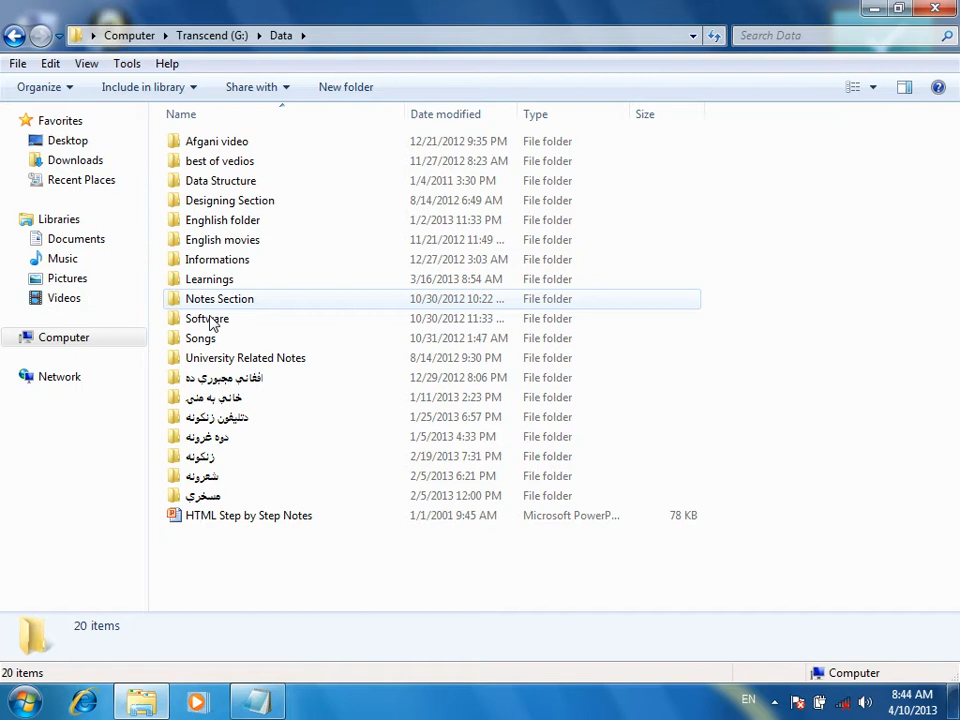 Computer Transcend (G:) Data Search Data
File Edit View Tools Help
Organize Include in library Share with New folder
Favorites
Desktop
Downloads
Recent Places
Libraries
Documents
Music
Pictures
Videos
Computer
Network
Name Date modified Type Size
Afgani video 12/21/2012 9:35 PM File folder
best of vedios 11/27/2012 8:23 AM File folder
Data Structure 1/4/2011 3:30 PM File folder
Designing Section 8/14/2012 6:49 AM File folder
Enghlish folder 1/2/2013 11:33 PM File folder
English movies 11/21/2012 11:49 ... File folder
Informations 12/27/2012 3:03 AM File folder
Learnings 3/16/2013 8:54 AM File folder
Notes Section 10/30/2012 10:22 ... File folder
Software 10/30/2012 11:33 ... File folder
Songs 10/31/2012 1:47 AM File folder
University Related Notes 8/14/2012 9:30 PM File folder
افغاني مجبوري ده 12/29/2012 8:06 PM File folder
ځاني به هني 1/11/2013 2:23 PM File folder
دتليفون زنګونه 1/25/2013 6:57 PM File folder
دوه غرونه 1/5/2013 4:33 PM File folder
زنګونه 2/19/2013 7:31 PM File folder
شعرونه 2/5/2013 6:21 PM File folder
مسخري 2/5/2013 12:00 PM File folder
HTML Step by Step Notes 1/1/2001 9:45 AM Microsoft PowerP... 78 KB
20 items
20 items Computer
EN 8:44 AM
4/10/2013